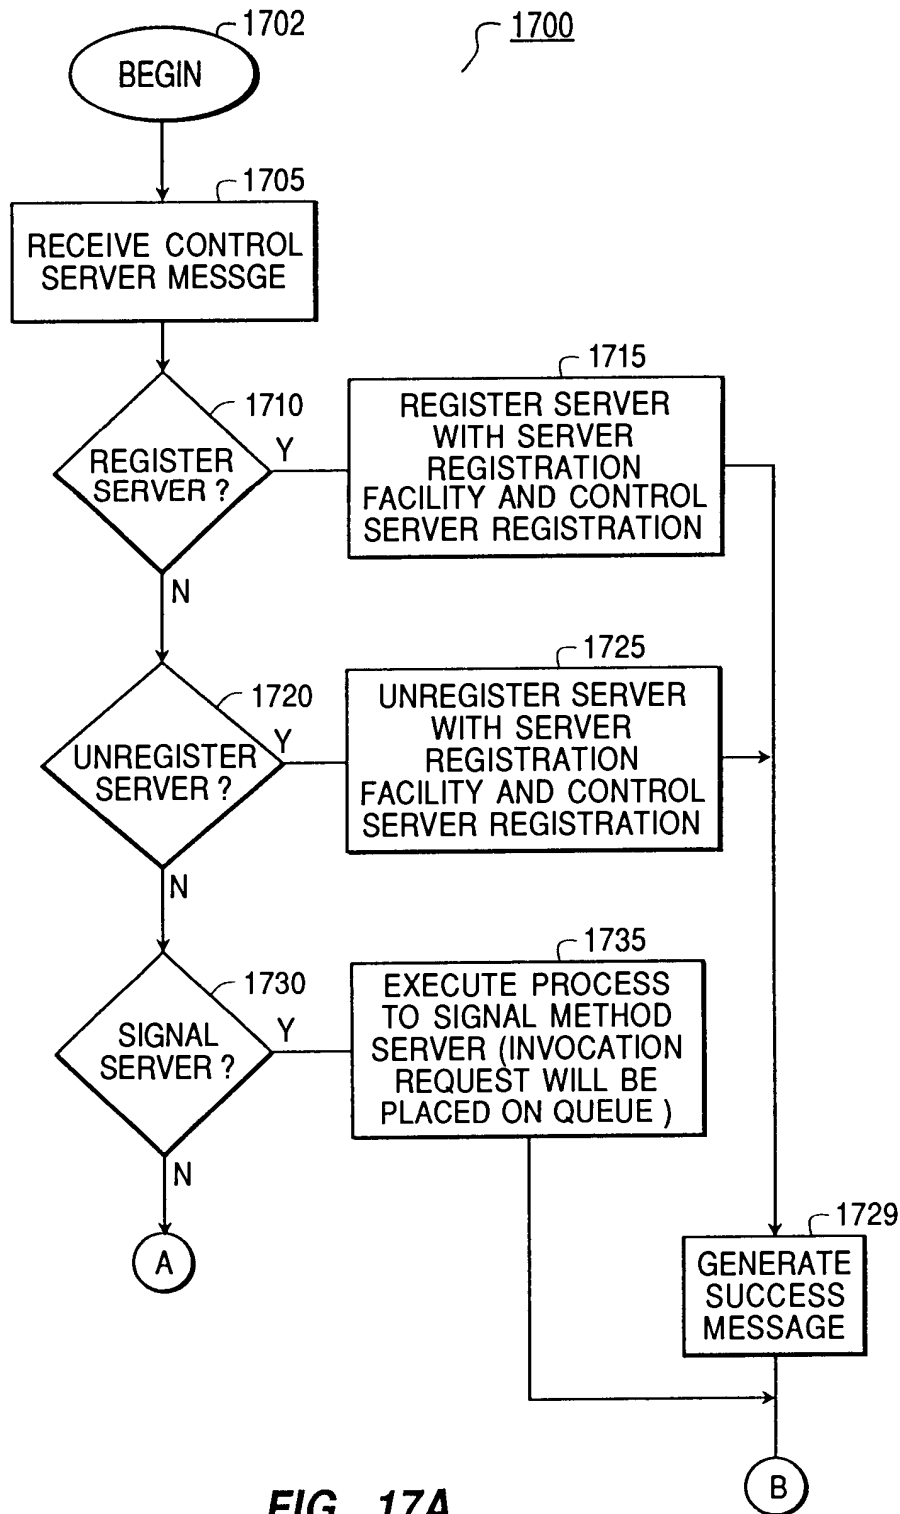 1702
1700
BEGIN
1705
RECEIVE CONTROL
SERVER MESSGE
1710
REGISTER
SERVER ?
Y
N
1715
REGISTER SERVER
WITH SERVER
REGISTRATION
FACILITY AND CONTROL
SERVER REGISTRATION
1720
UNREGISTER
SERVER ?
Y
N
1725
UNREGISTER SERVER
WITH SERVER
REGISTRATION
FACILITY AND CONTROL
SERVER REGISTRATION
1730
SIGNAL
SERVER ?
Y
N
1735
EXECUTE PROCESS
TO SIGNAL METHOD
SERVER (INVOCATION
REQUEST WILL BE
PLACED ON QUEUE )
A
1729
GENERATE
SUCCESS
MESSAGE
B
FIG. 17A